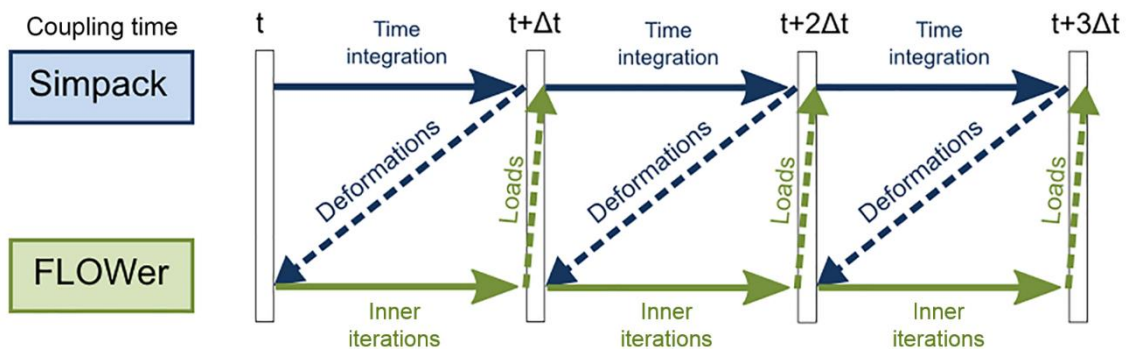 Coupling time
t
t+Δt
t+2Δt
t+3Δt
Simpack
Time
integration
Time
integration
Time
integration
Deformations
Loads
Deformations
Loads
Deformations
Loads
FLOWer
Inner
iterations
Inner
iterations
Inner
iterations